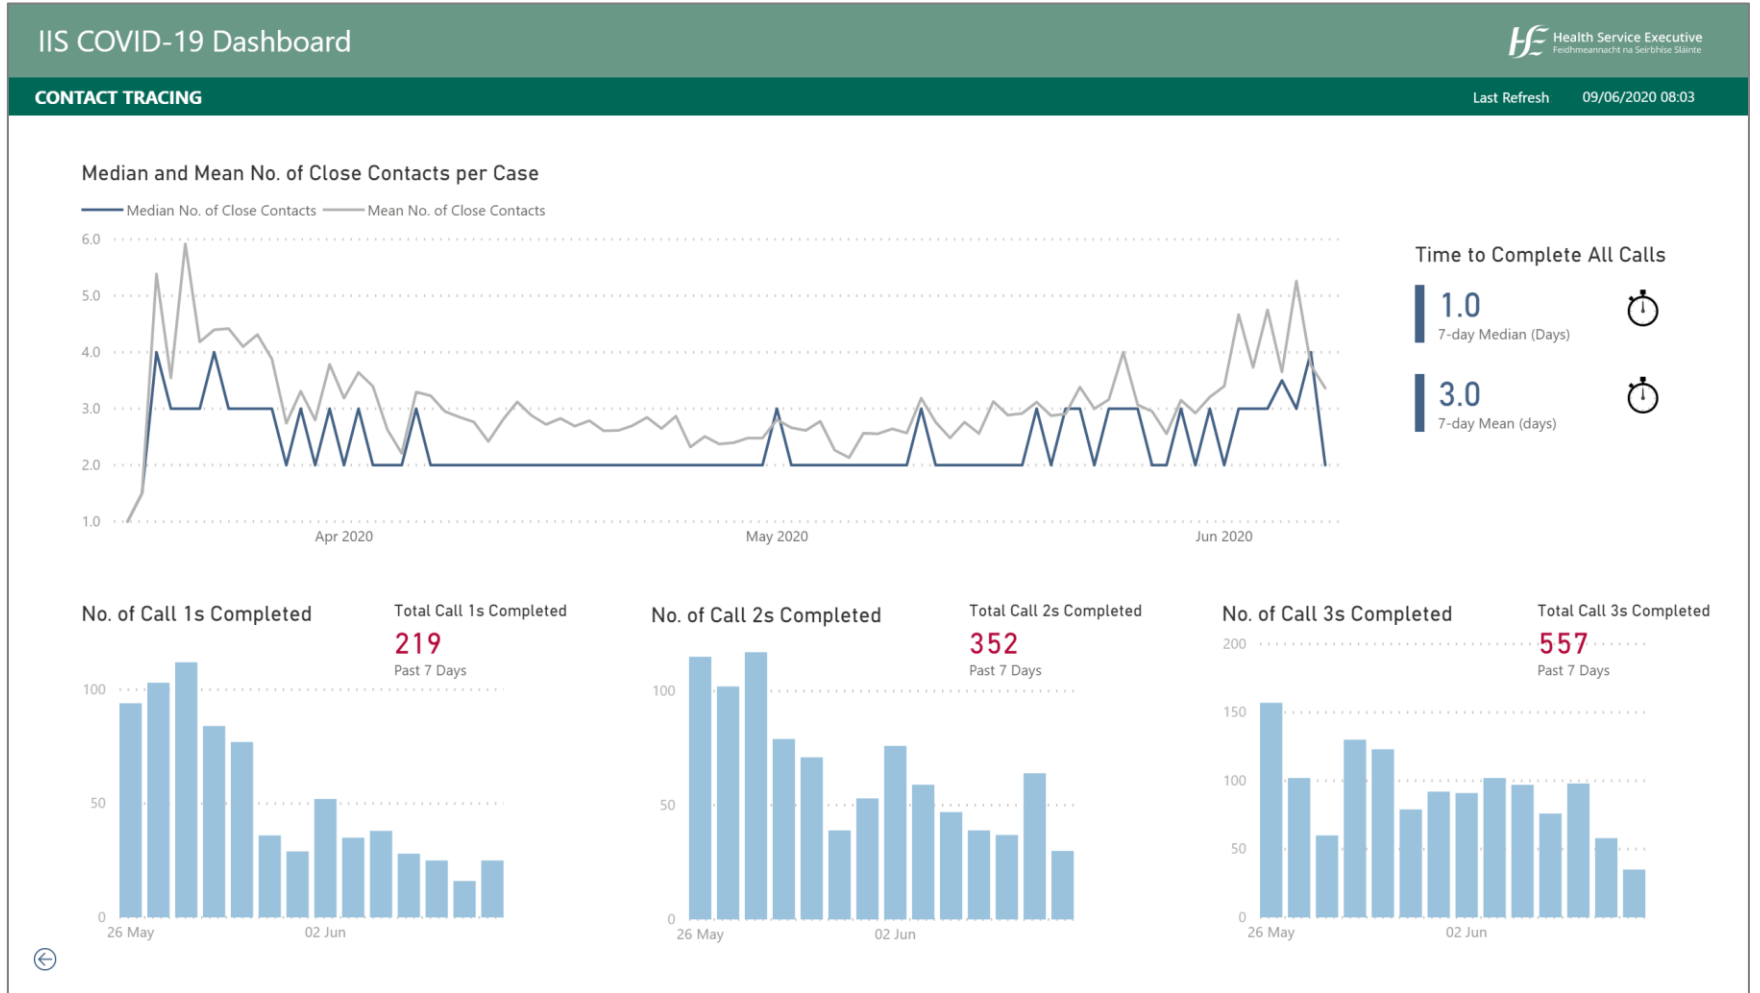 IIS COVID-19 Dashboard
Health Service Executive
Feidhmeannacht na Seirbhíse Sláinte
CONTACT TRACING
Last Refresh 09/06/2020 08:03
Median and Mean No. of Close Contacts per Case
Median No. of Close Contacts Mean No. of Close Contacts
6.0
5.0
4.0
3.0
2.0
1.0
Apr 2020 May 2020 Jun 2020
Time to Complete All Calls
1.0
7-day Median (Days)
3.0
7-day Mean (days)
No. of Call 1s Completed
Total Call 1s Completed
219
Past 7 Days
100
50
0
26 May 02 Jun
No. of Call 2s Completed
Total Call 2s Completed
352
Past 7 Days
100
50
0
26 May 02 Jun
No. of Call 3s Completed
Total Call 3s Completed
557
Past 7 Days
200
150
100
50
0
26 May 02 Jun